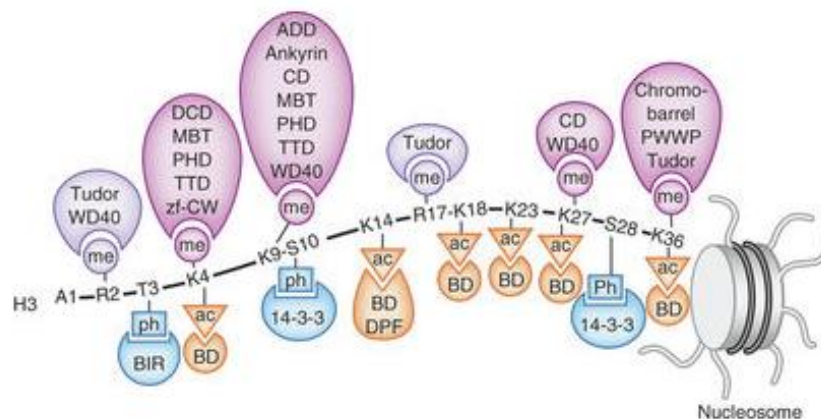 ADD
Ankyrin
CD
MBT
PHD
TTD
WD40
me
DCD
MBT
PHD
TTD
zf-CW
me
Tudor
WD40
me
Tudor
me
CD
WD40
me
Chromo-
barrel
PWWP
Tudor
me
H3 A1-R2 T3 K4 K9-S10 K14 R17-K18 K23 K27 S28 K36
ph
BIR
ac
BD
ph
14-3-3
ac
BD
DPF
ac
BD
ac
BD
ac
BD
Ph
14-3-3
ac
BD
Nucleosome